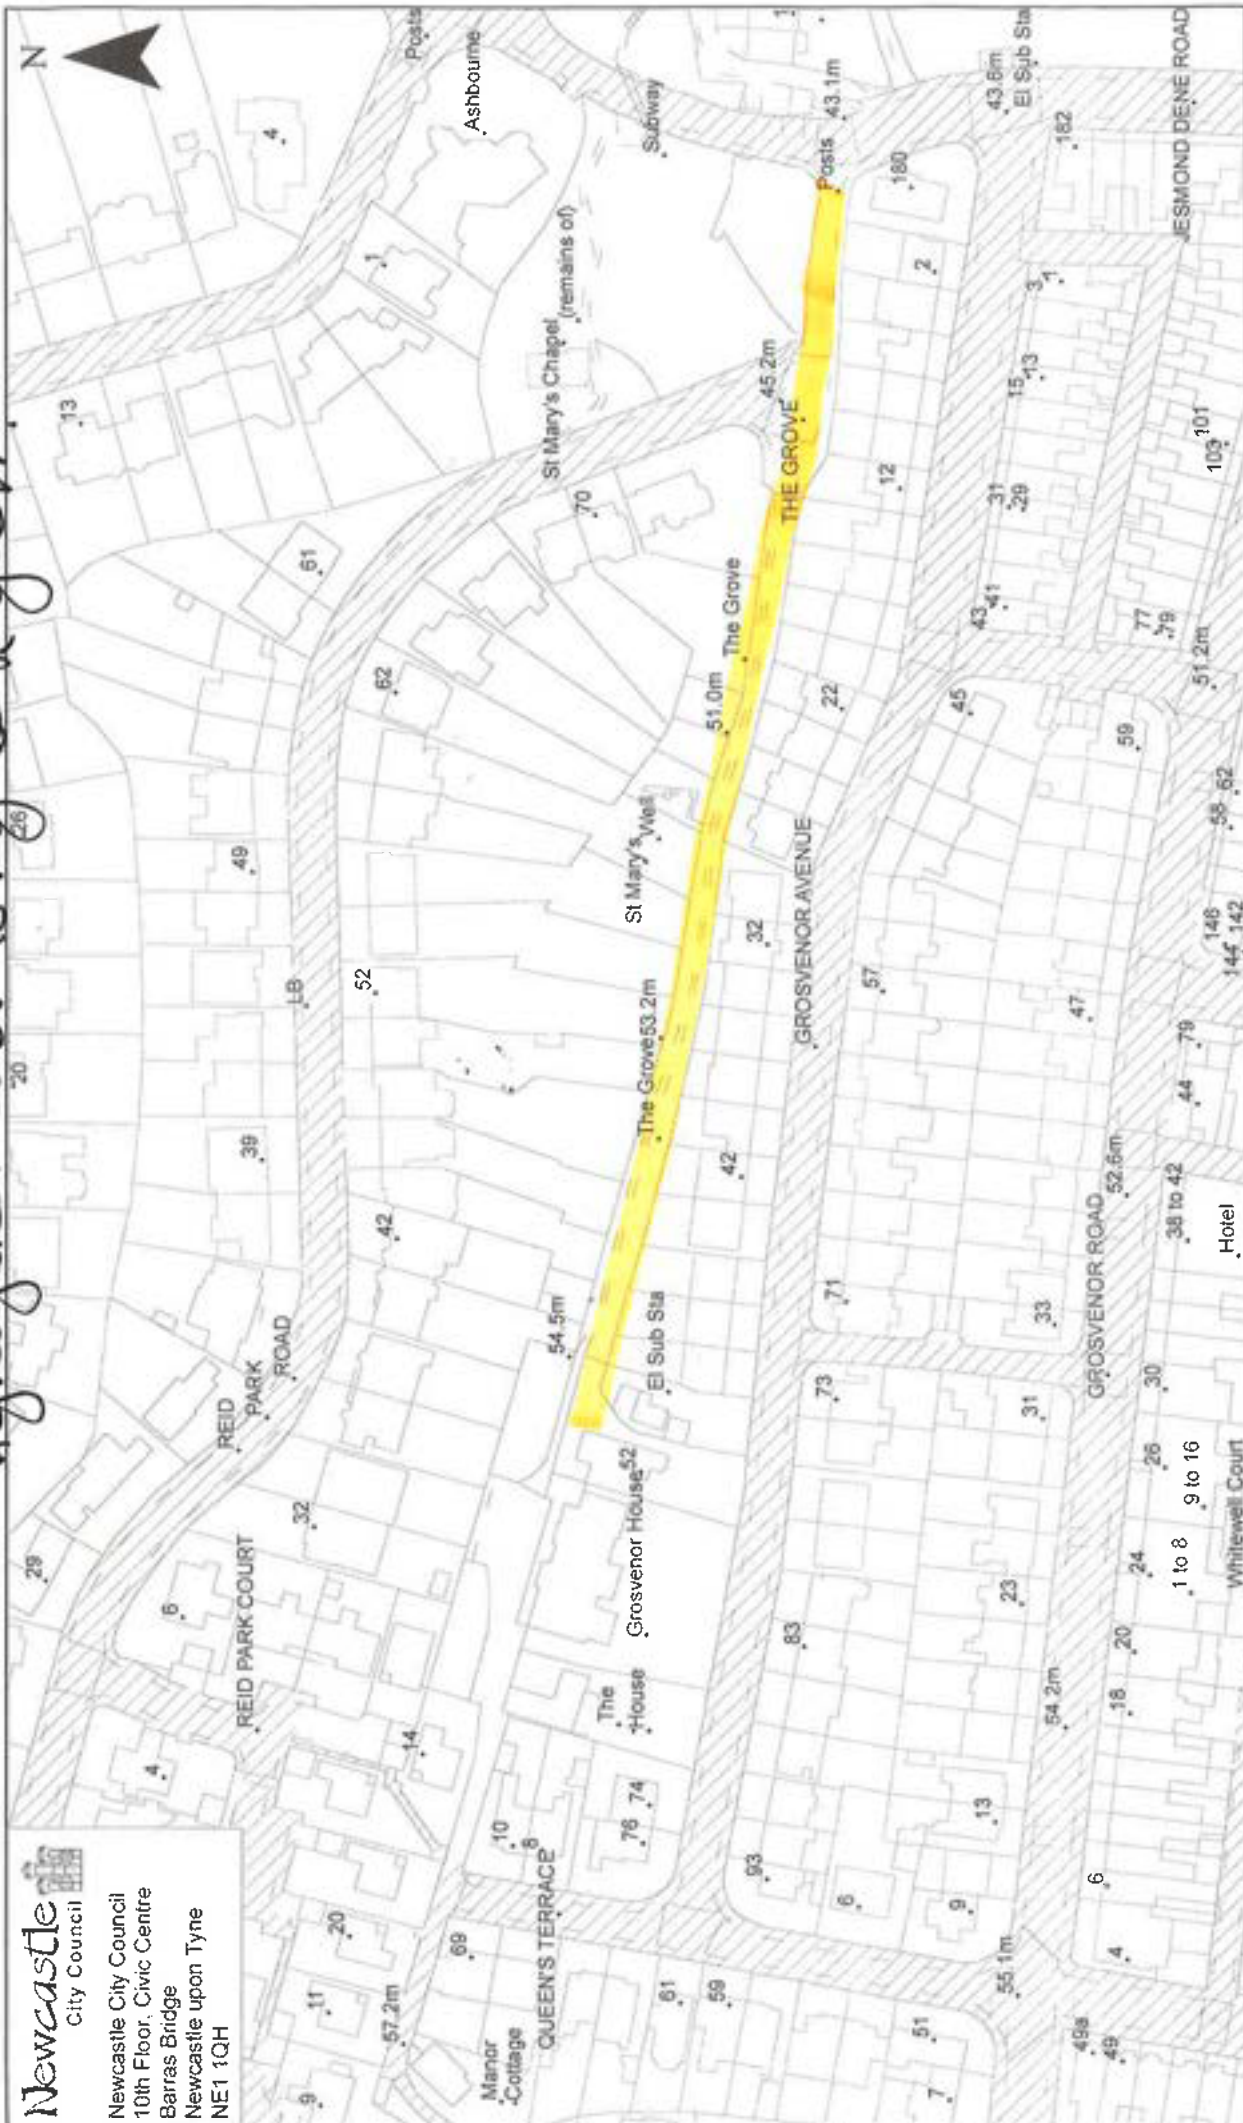 Newcastle
City Council
Newcastle City Council
10th Floor, Civic Centre
Barras Bridge
Newcastle upon Tyne
NE1 1QH
N
29
20
26
13
4
Posts
Ashbourne
6
REID PARK COURT
32
REID
PARK
ROAD
39
LB
49
61
1
4
14
42
52
62
70
St Mary's Chapel
(remains of)
Subway
11
20
9
57.2m
69
10
8
QUEEN'S TERRACE
Manor
Cottage
The
House
76
74
Grosvenor House
52
54.5m
El Sub Sta
The Grove
53.2m
St Mary's Well
51.0m
The Grove
THE GROVE
45.2m
Posts
43.1m
1
42
32
22
12
2
180
61
59
93
83
73
71
GROSVENOR AVENUE
57
45
43
41
31
29
15
13
3
1
43.6m
El Sub Sta
182
51
7
6
9
13
23
31
33
47
59
77
79
51.2m
103
101
JESMOND DENE ROAD
55.1m
54.2m
GROSVENOR ROAD
52.6m
49a
49
4
6
18
20
24
26
30
1 to 8
9 to 16
Whitewell Court
38 to 42
Hotel
44
79
144
146
142
58
62